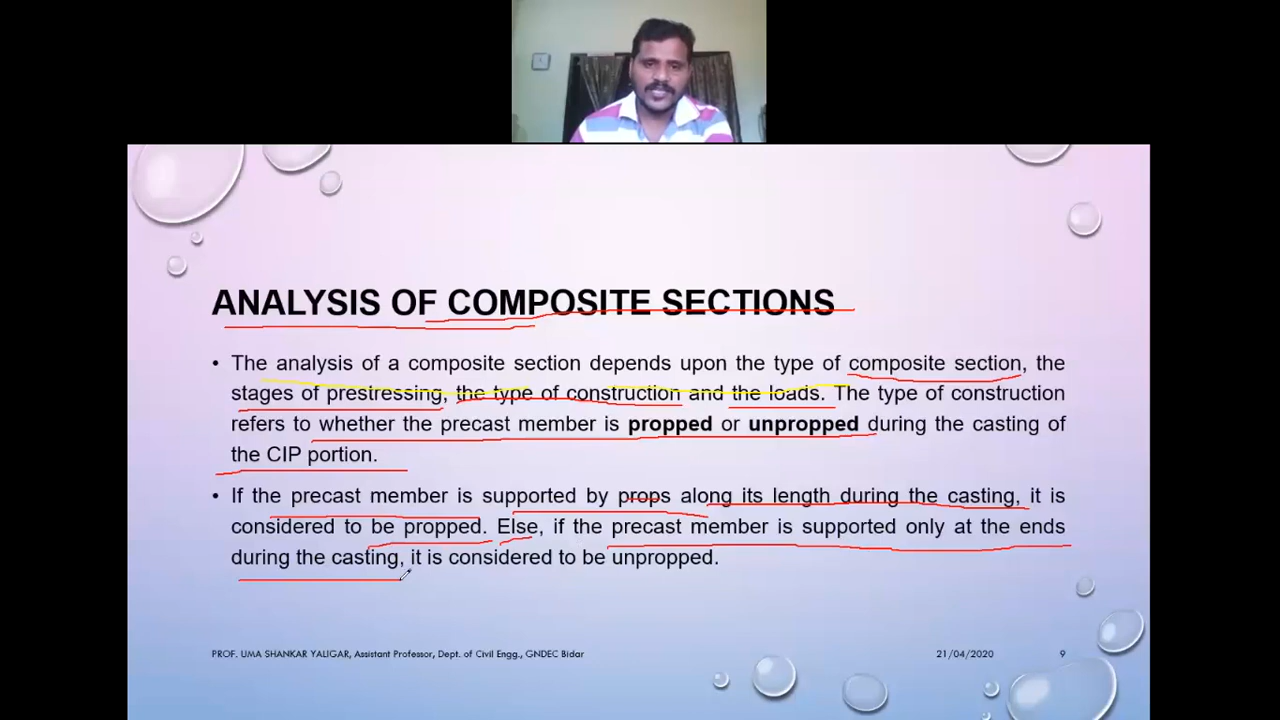 ANALYSIS OF COMPOSITE SECTIONS
• The analysis of a composite section depends upon the type of composite section, the
stages of prestressing, the type of construction and the loads. The type of construction
refers to whether the precast member is propped or unpropped during the casting of
the CIP portion.
• If the precast member is supported by props along its length during the casting, it is
considered to be propped. Else, if the precast member is supported only at the ends
during the casting, it is considered to be unpropped.
PROF. UMA SHANKAR YALIGAR, Assistant Professor, Dept. of Civil Engg., GNDEC Bidar 21/04/2020 9